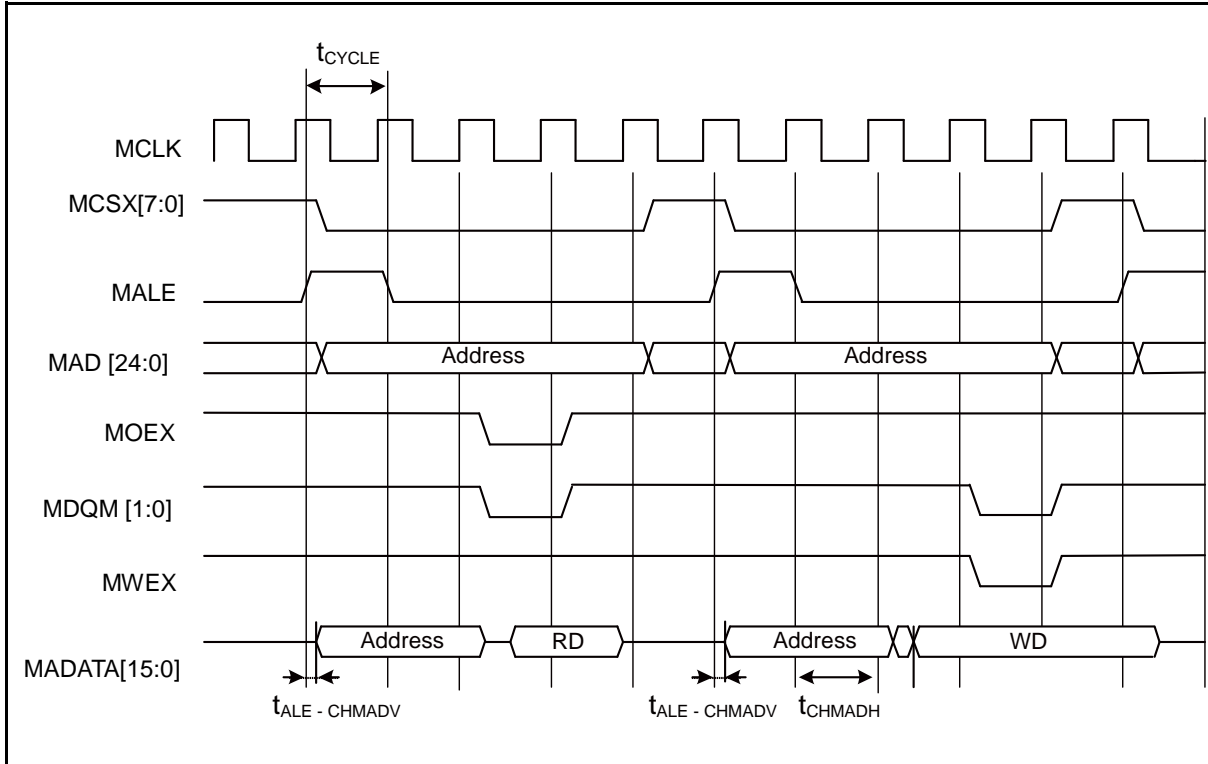 tCYCLE
MCLK
MCSX[7:0]
MALE
MAD [24:0]
Address
Address
MOEX
MDQM [1:0]
MWEX
MADATA[15:0]
Address
RD
Address
WD
tALE - CHMADV
tALE - CHMADV
tCHMADH